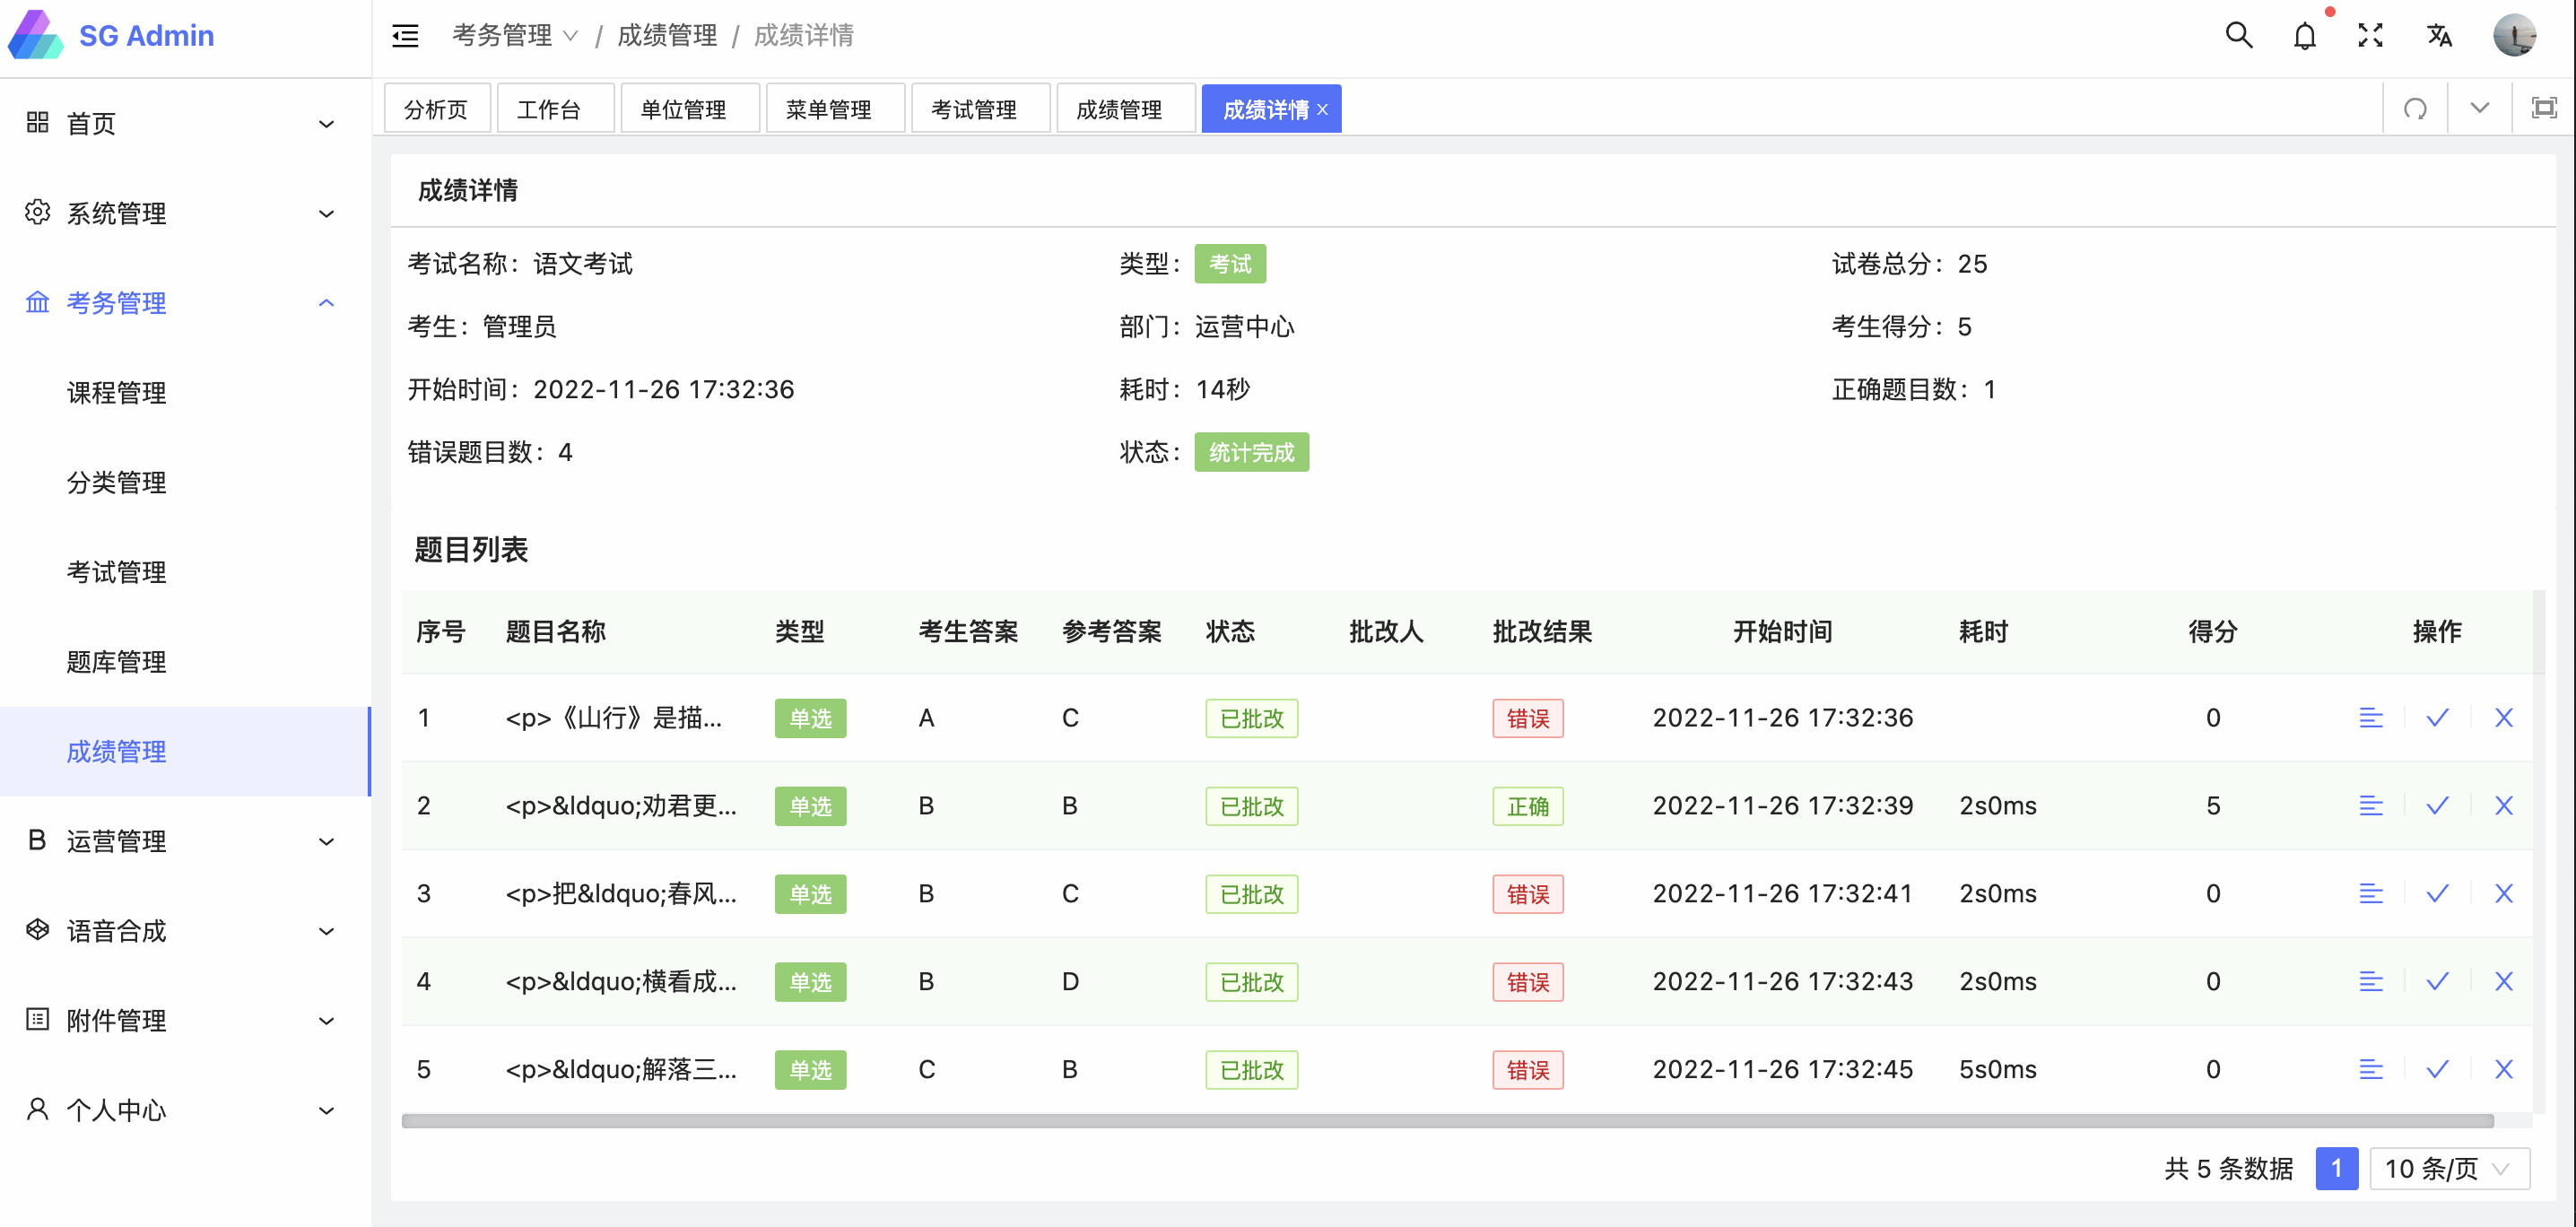 SG Admin
考务管理 / 成绩管理 / 成绩详情
首页
系统管理
考务管理
课程管理
分类管理
考试管理
题库管理
成绩管理
运营管理
语音合成
附件管理
个人中心
分析页 工作台 单位管理 菜单管理 考试管理 成绩管理 成绩详情
成绩详情
考试名称：语文考试 类型：考试 试卷总分：25
考生：管理员 部门：运营中心 考生得分：5
开始时间：2022-11-26 17:32:36 耗时：14秒 正确题目数：1
错误题目数：4 状态：统计完成
题目列表
序号 题目名称 类型 考生答案 参考答案 状态 批改人 批改结果 开始时间 耗时 得分 操作
1 <p>《山行》是描... 单选 A C 已批改 错误 2022-11-26 17:32:36 0
2 <p>&ldquo;劝君更... 单选 B B 已批改 正确 2022-11-26 17:32:39 2s0ms 5
3 <p>把&ldquo;春风... 单选 B C 已批改 错误 2022-11-26 17:32:41 2s0ms 0
4 <p>&ldquo;横看成... 单选 B D 已批改 错误 2022-11-26 17:32:43 2s0ms 0
5 <p>&ldquo;解落三... 单选 C B 已批改 错误 2022-11-26 17:32:45 5s0ms 0
共 5 条数据 1 10 条/页